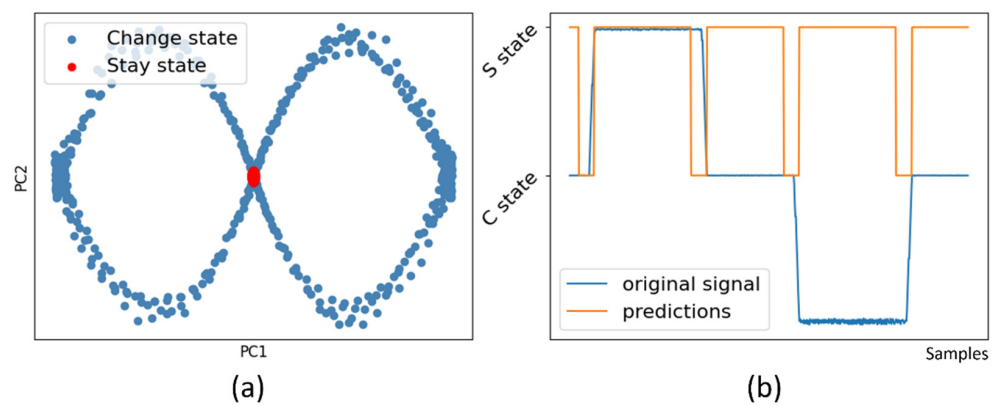 Change state
Stay state
PC2
PC1
(a)
S state
C state
original signal
predictions
Samples
(b)